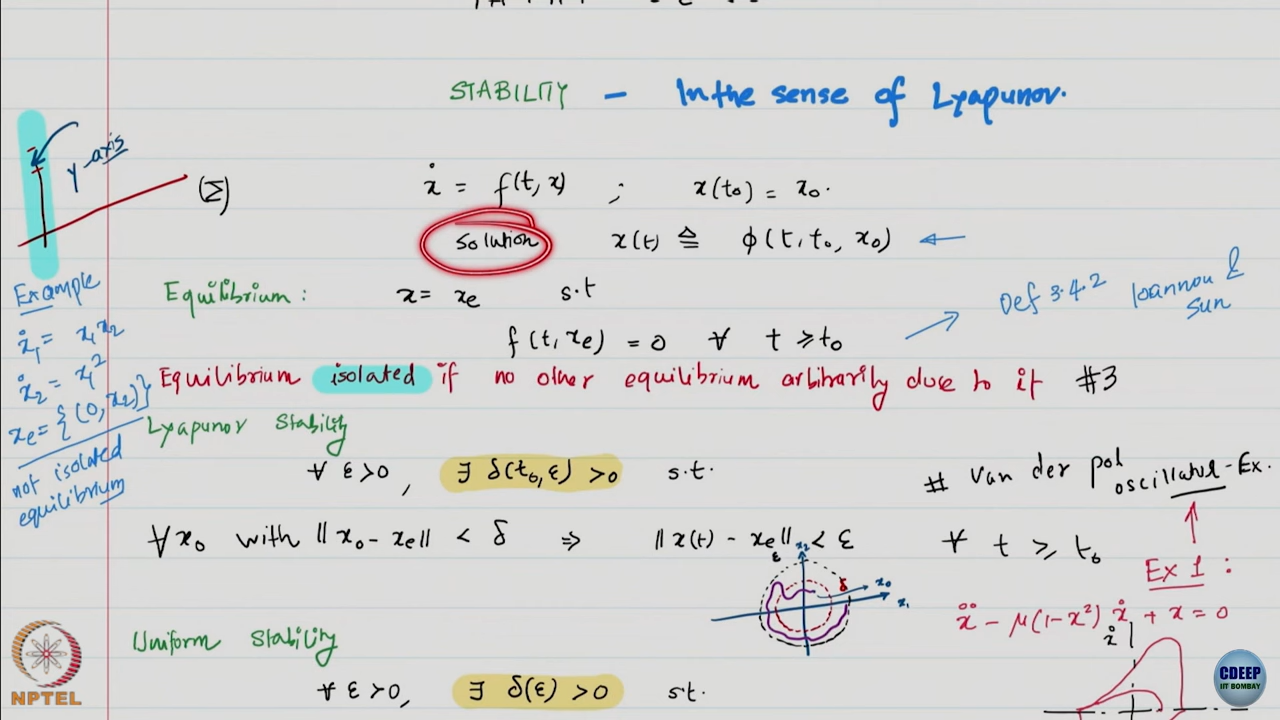 STABILITY – In the sense of Lyapunov.
Y axis
(Σ)
ẋ = f(t, x) ; x(t₀) = x₀.
Solution x(t) ≜ φ(t, t₀, x₀)
Example
ẋ₁ = x₁x₂
ẋ₂ = x₁²
xₑ = {(0, x₂)}
not isolated
equilibrium
Equilibrium: x = xₑ s.t
f(t, xₑ) = 0 ∀ t ≥ t₀
Def 3.4.2 Ioannou &
Sun
Equilibrium isolated if no other equilibrium arbitrarily close to it #3
Lyapunov Stability
∀ ε > 0, ∃ δ(t₀, ε) > 0 s.t.
# Van der pol
oscillator - Ex.
∀ x₀ with ‖x₀ - xₑ‖ < δ ⇒ ‖x(t) - xₑ‖ < ε ∀ t ≥ t₀
x₂
ε
δ
x₀
x₁
Ex 1 :
ẍ - μ(1-x²) ẋ + x = 0
ẋ
Uniform Stability
∀ ε > 0, ∃ δ(ε) > 0 s.t.
NPTEL
CDEEP
IIT BOMBAY